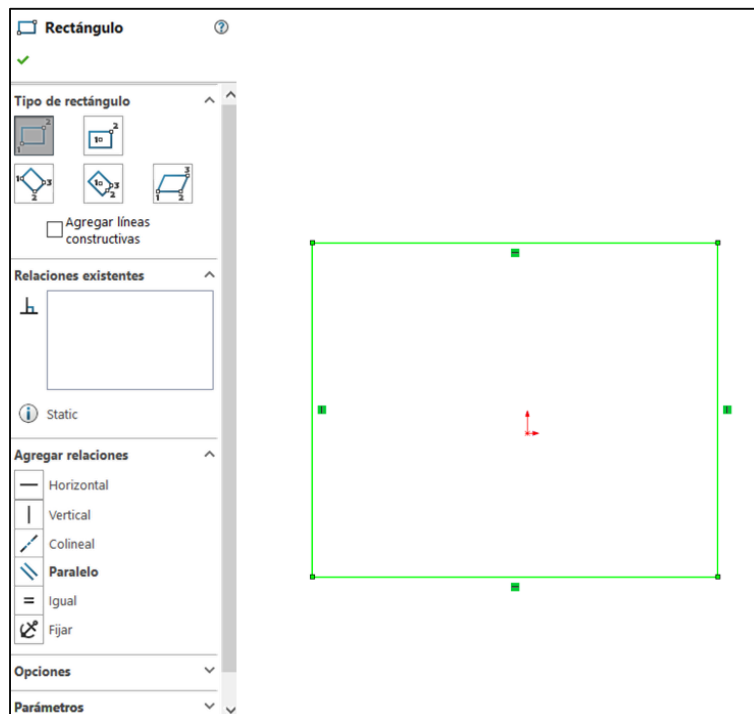 Rectángulo
Tipo de rectángulo
Agregar líneas
constructivas
Relaciones existentes
Static
Agregar relaciones
Horizontal
Vertical
Colineal
Paralelo
Igual
Fijar
Opciones
Parámetros